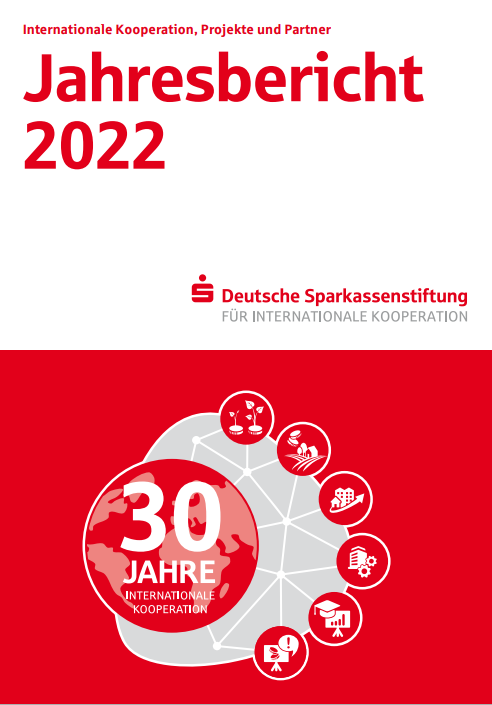 Internationale Kooperation, Projekte und Partner
Jahresbericht
2022
Deutsche Sparkassenstiftung
FÜR INTERNATIONALE KOOPERATION
30
JAHRE
INTERNATIONALE
KOOPERATION